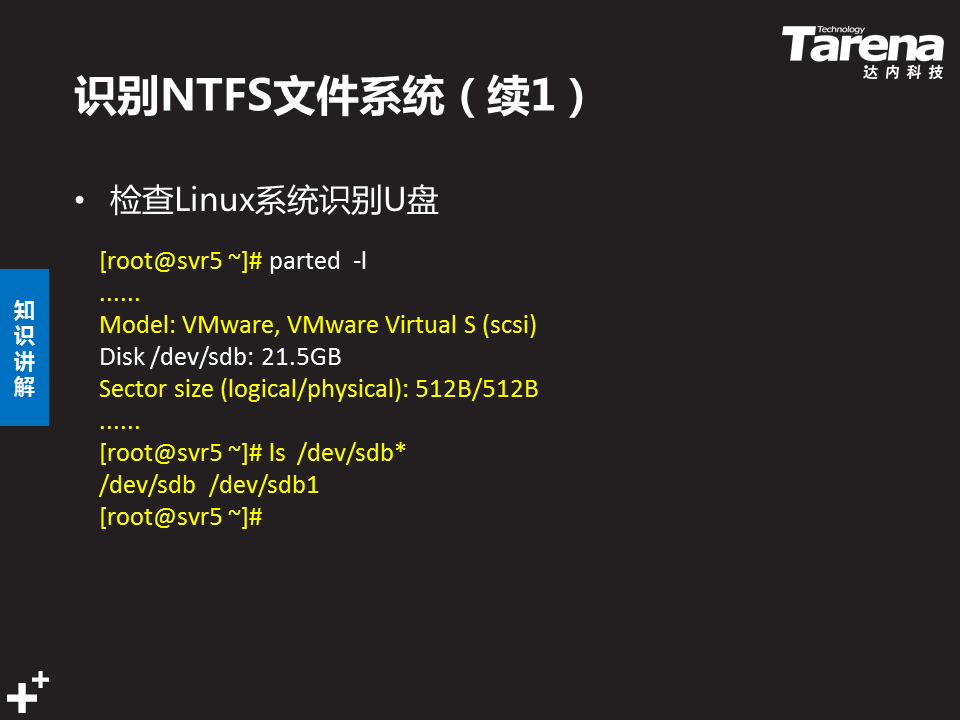 Technology
Tarena
达内科技
识别NTFS文件系统（续1）
• 检查Linux系统识别U盘
[root@svr5 ~]# parted -l
......
Model: VMware, VMware Virtual S (scsi)
Disk /dev/sdb: 21.5GB
Sector size (logical/physical): 512B/512B
......
[root@svr5 ~]# ls /dev/sdb*
/dev/sdb /dev/sdb1
[root@svr5 ~]#
知识讲解